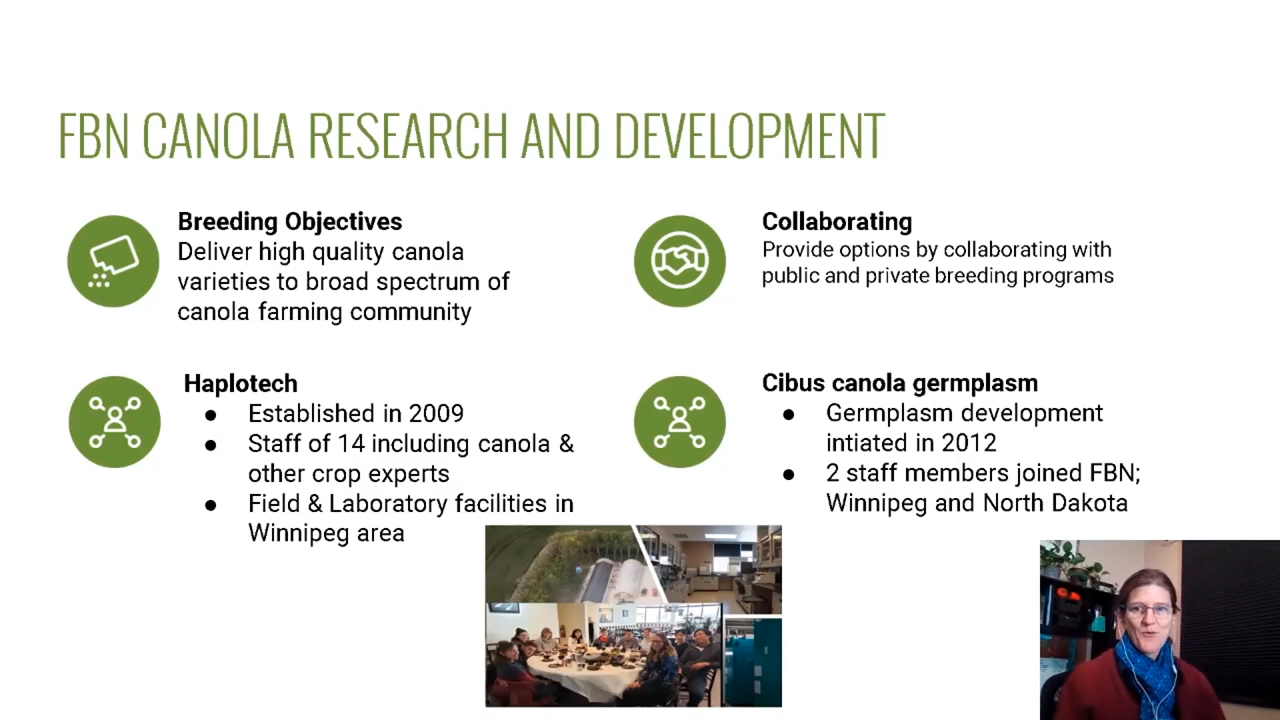 FBN CANOLA RESEARCH AND DEVELOPMENT
Breeding Objectives
Deliver high quality canola
varieties to broad spectrum of
canola farming community
Collaborating
Provide options by collaborating with
public and private breeding programs
Haplotech
● Established in 2009
● Staff of 14 including canola &
other crop experts
● Field & Laboratory facilities in
Winnipeg area
Cibus canola germplasm
● Germplasm development
intiated in 2012
● 2 staff members joined FBN;
Winnipeg and North Dakota